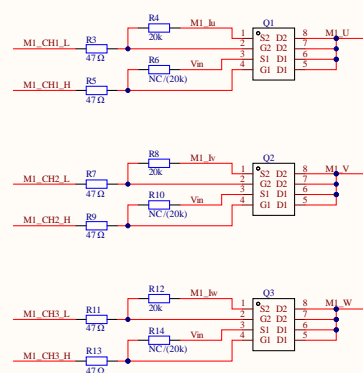 R4 M1_Iu Q1
20k
M1_CH1_L R3 1 S2 D2 8 M1_U
47Ω 2 G2 D2 7
R6 Vin 3 S1 D1 6
M1_CH1_H R5 NC/(20k) 4 G1 D1 5
47Ω
R8 M1_Iv Q2
20k
M1_CH2_L R7 1 S2 D2 8 M1_V
47Ω 2 G2 D2 7
R10 Vin 3 S1 D1 6
M1_CH2_H R9 NC/(20k) 4 G1 D1 5
47Ω
R12 M1_Iw Q3
20k
M1_CH3_L R11 1 S2 D2 8 M1_W
47Ω 2 G2 D2 7
R14 Vin 3 S1 D1 6
M1_CH3_H R13 NC/(20k) 4 G1 D1 5
47Ω